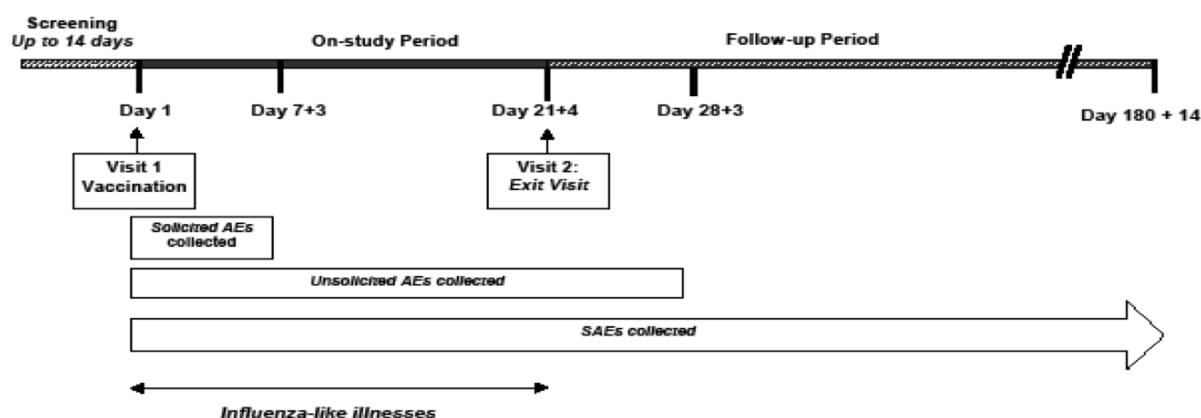 Screening
Up to 14 days
On-study Period
Follow-up Period
Day 1
Day 7+3
Day 21+4
Day 28+3
Day 180 + 14
Visit 1
Vaccination
Visit 2:
Exit Visit
Solicited AEs
collected
Unsolicited AEs collected
SAEs collected
Influenza-like illnesses